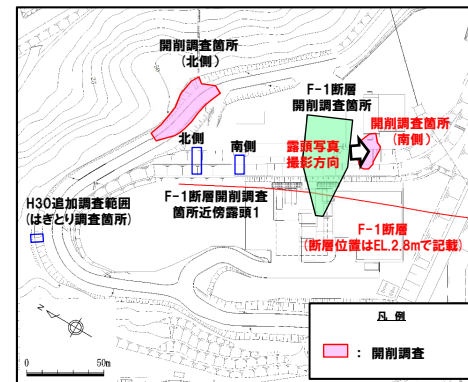 開削調査箇所
(北側)
F-1断層
開削調査箇所
開削調査箇所
(南側)
北側
南側
露頭写真
撮影方向
H30追加調査範囲
(はぎとり調査箇所)
F-1断層開削調査
箇所近傍露頭1
F-1断層
(断層位置はEL.2.8mで記載)
N
0
50m
凡 例
: 開削調査